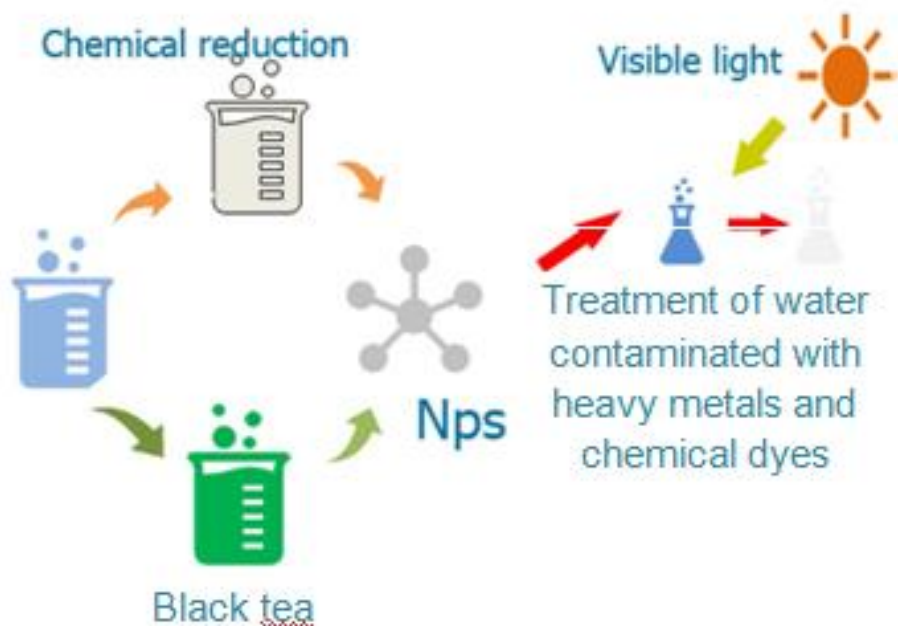 Chemical reduction
Visible light
Nps
Treatment of water
contaminated with
heavy metals and
chemical dyes
Black tea